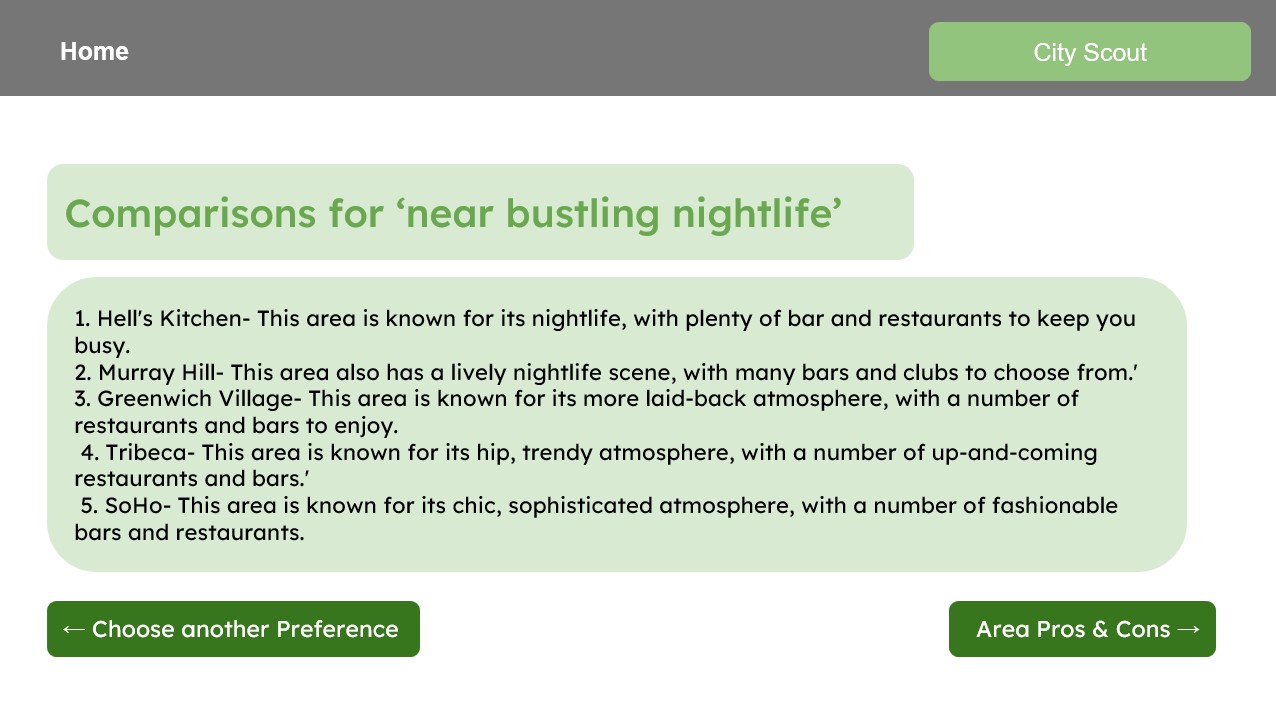 Home
City Scout
Comparisons for ‘near bustling nightlife’
1. Hell's Kitchen- This area is known for its nightlife, with plenty of bar and restaurants to keep you
busy.
2. Murray Hill- This area also has a lively nightlife scene, with many bars and clubs to choose from.'
3. Greenwich Village- This area is known for its more laid-back atmosphere, with a number of
restaurants and bars to enjoy.
4. Tribeca- This area is known for its hip, trendy atmosphere, with a number of up-and-coming
restaurants and bars.'
5. SoHo- This area is known for its chic, sophisticated atmosphere, with a number of fashionable
bars and restaurants.
← Choose another Preference
Area Pros & Cons →